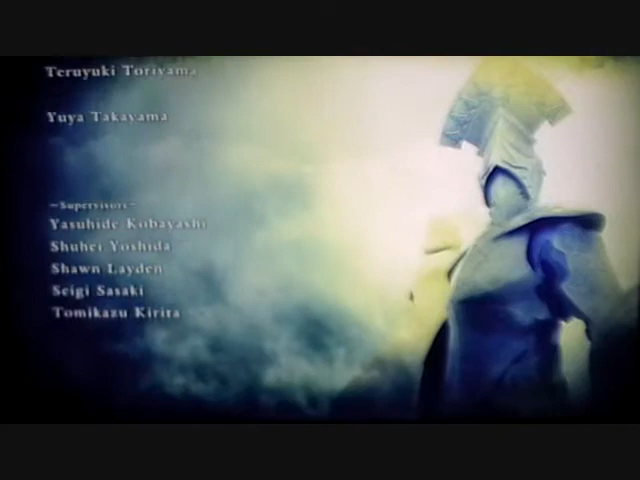 Teruyuki Toriyama
Yuya Takayama
~Supervisors~
Yasuhide Kobayashi
Shuhei Yoshida
Shawn Layden
Seigi Sasaki
Tomikazu Kirita